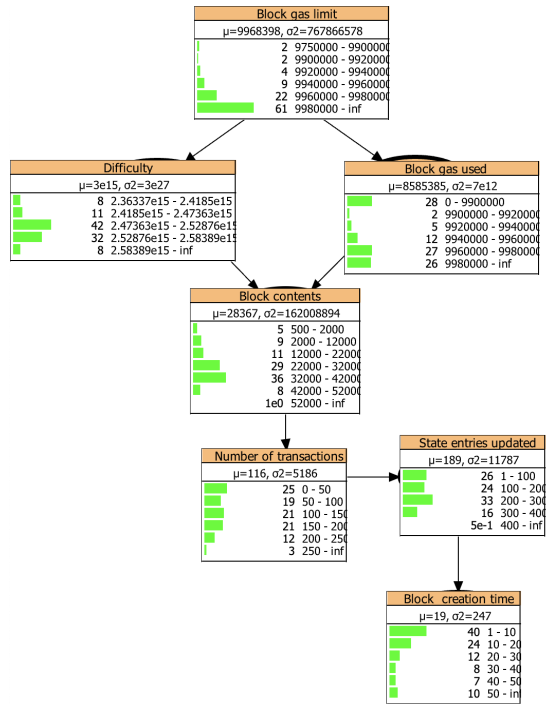 Block gas limit
μ=9968398, σ2=767866578
2 9750000 - 9900000
2 9900000 - 9920000
4 9920000 - 9940000
9 9940000 - 9960000
22 9960000 - 9980000
61 9980000 - inf
Difficulty
μ=3e15, σ2=3e27
8 2.36337e15 - 2.4185e15
11 2.4185e15 - 2.47363e15
42 2.47363e15 - 2.52876e15
32 2.52876e15 - 2.58389e15
8 2.58389e15 - inf
Block gas used
μ=8585385, σ2=7e12
28 0 - 9900000
2 9900000 - 9920000
5 9920000 - 9940000
12 9940000 - 9960000
27 9960000 - 9980000
26 9980000 - inf
Block contents
μ=28367, σ2=162008894
5 500 - 2000
9 2000 - 12000
11 12000 - 22000
29 22000 - 32000
36 32000 - 42000
8 42000 - 52000
1e0 52000 - inf
Number of transactions
μ=116, σ2=5186
25 0 - 50
19 50 - 100
21 100 - 150
21 150 - 200
12 200 - 250
3 250 - inf
State entries updated
μ=189, σ2=11787
26 1 - 100
24 100 - 200
33 200 - 300
16 300 - 400
5e-1 400 - inf
Block creation time
μ=19, σ2=247
40 1 - 10
24 10 - 20
12 20 - 30
8 30 - 40
7 40 - 50
10 50 - inf